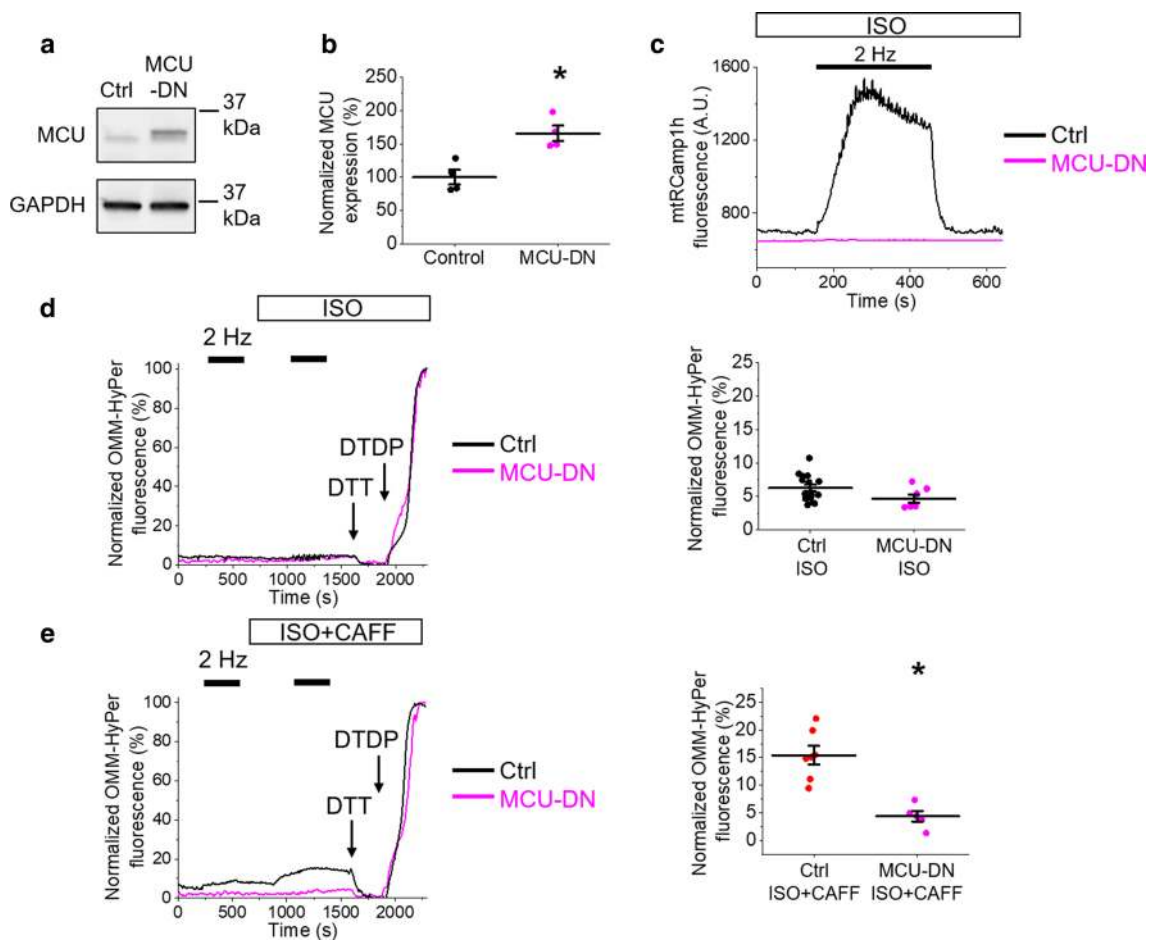 a
Ctrl
MCU
-DN
MCU
37
kDa
GAPDH
37
kDa
b
Normalized MCU
expression (%)
250
200
150
100
50
0
*
Control
MCU-DN
c
ISO
2 Hz
mtRCamp1h
fluorescence (A.U.)
1600
1200
800
0
200
400
600
Time (s)
Ctrl
MCU-DN
d
ISO
2 Hz
Normalized OMM-HyPer
fluorescence (%)
100
80
60
40
20
0
DTDP
DTT
0
500
1000
1500
2000
Time (s)
Ctrl
MCU-DN
Normalized OMM-HyPer
fluorescence (%)
25
20
15
10
5
0
Ctrl
ISO
MCU-DN
ISO
e
ISO+CAFF
2 Hz
Normalized OMM-HyPer
fluorescence (%)
100
80
60
40
20
0
DTDP
DTT
0
500
1000
1500
2000
Time (s)
Ctrl
MCU-DN
Normalized OMM-HyPer
fluorescence (%)
25
20
15
10
5
0
*
Ctrl
ISO+CAFF
MCU-DN
ISO+CAFF